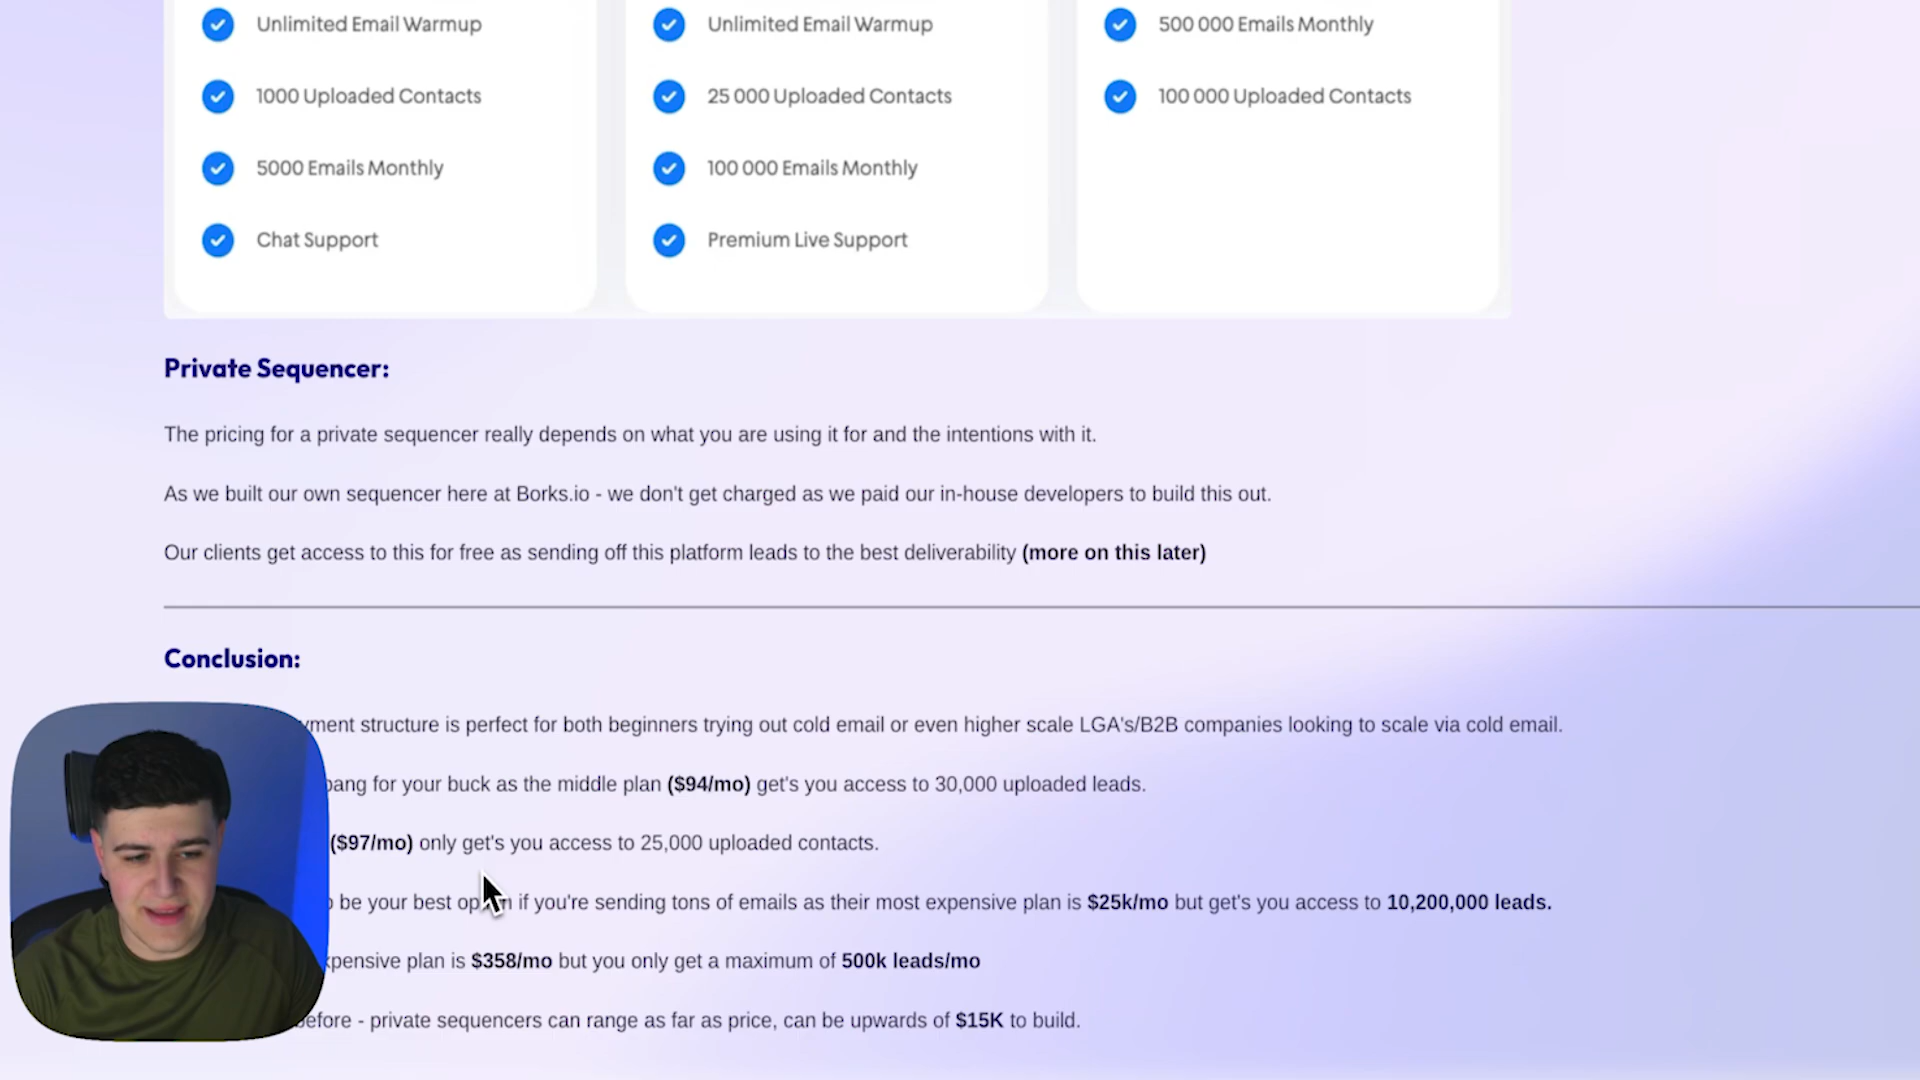 Unlimited Email Warmup
1000 Uploaded Contacts
5000 Emails Monthly
Chat Support
Unlimited Email Warmup
25 000 Uploaded Contacts
100 000 Emails Monthly
Premium Live Support
500 000 Emails Monthly
100 000 Uploaded Contacts
Private Sequencer:
The pricing for a private sequencer really depends on what you are using it for and the intentions with it.
As we built our own sequencer here at Borks.io - we don't get charged as we paid our in-house developers to build this out.
Our clients get access to this for free as sending off this platform leads to the best deliverability (more on this later)
Conclusion:
structure is perfect for both beginners trying out cold email or even higher scale LGA's/B2B companies looking to scale via cold email.
bang for your buck as the middle plan ($94/mo) get's you access to 30,000 uploaded leads.
($97/mo) only get's you access to 25,000 uploaded contacts.
be your best if you're sending tons of emails as their most expensive plan is $25k/mo but get's you access to 10,200,000 leads.
plan is $358/mo but you only get a maximum of 500k leads/mo
- private sequencers can range as far as price, can be upwards of $15K to build.